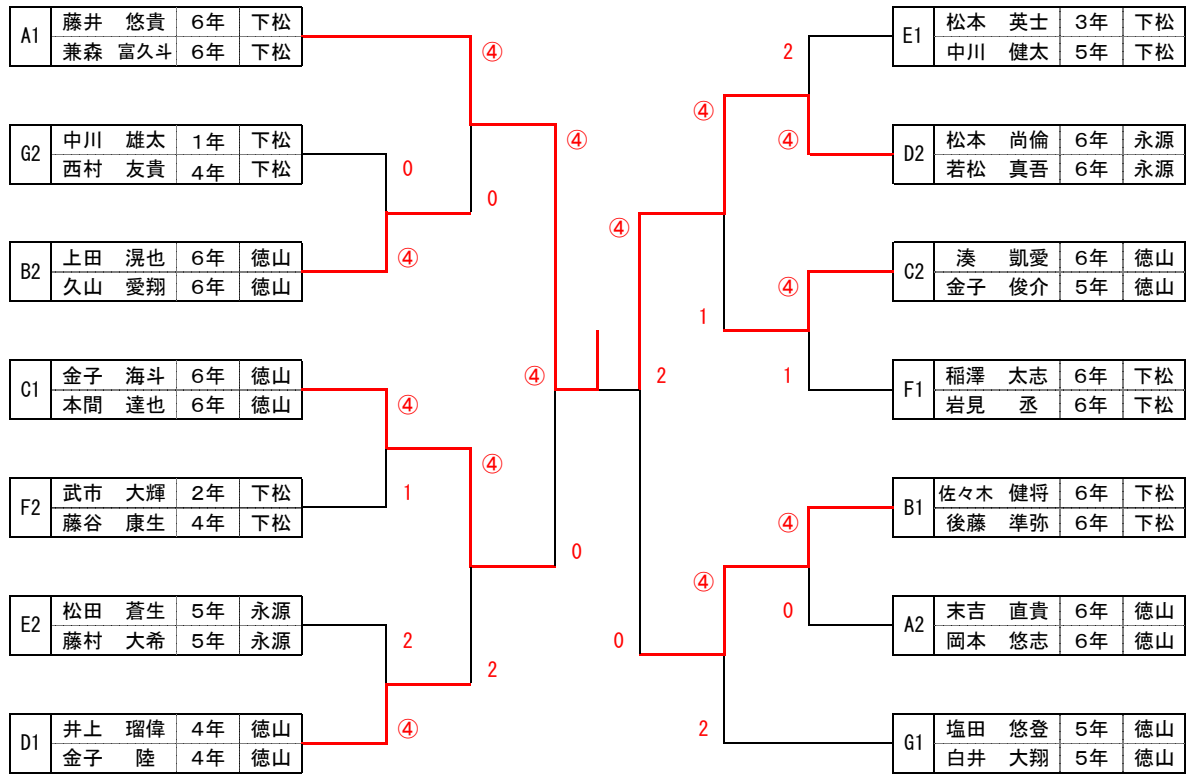 A1 藤井 悠貴 6年 下松
兼森 富久斗 6年 下松
④
G2 中川 雄太 1年 下松
西村 友貴 4年 下松
④
0
0
B2 上田 滉也 6年 徳山
久山 愛翔 6年 徳山
④
C1 金子 海斗 6年 徳山
本間 達也 6年 徳山
④
④
④
F2 武市 大輝 2年 下松
藤谷 康生 4年 下松
1
0
E2 松田 蒼生 5年 永源
藤村 大希 5年 永源
2
2
D1 井上 瑠偉 4年 徳山
金子 陸 4年 徳山
④
E1 松本 英士 3年 下松
中川 健太 5年 下松
2
④
④
D2 松本 尚倫 6年 永源
若松 真吾 6年 永源
④
C2 湊 凱愛 6年 徳山
金子 俊介 5年 徳山
④
1
2
1
F1 稲澤 太志 6年 下松
岩見 丞 6年 下松
B1 佐々木 健将 6年 下松
後藤 準弥 6年 下松
④
④
0
0
A2 末吉 直貴 6年 徳山
岡本 悠志 6年 徳山
2
G1 塩田 悠登 5年 徳山
白井 大翔 5年 徳山